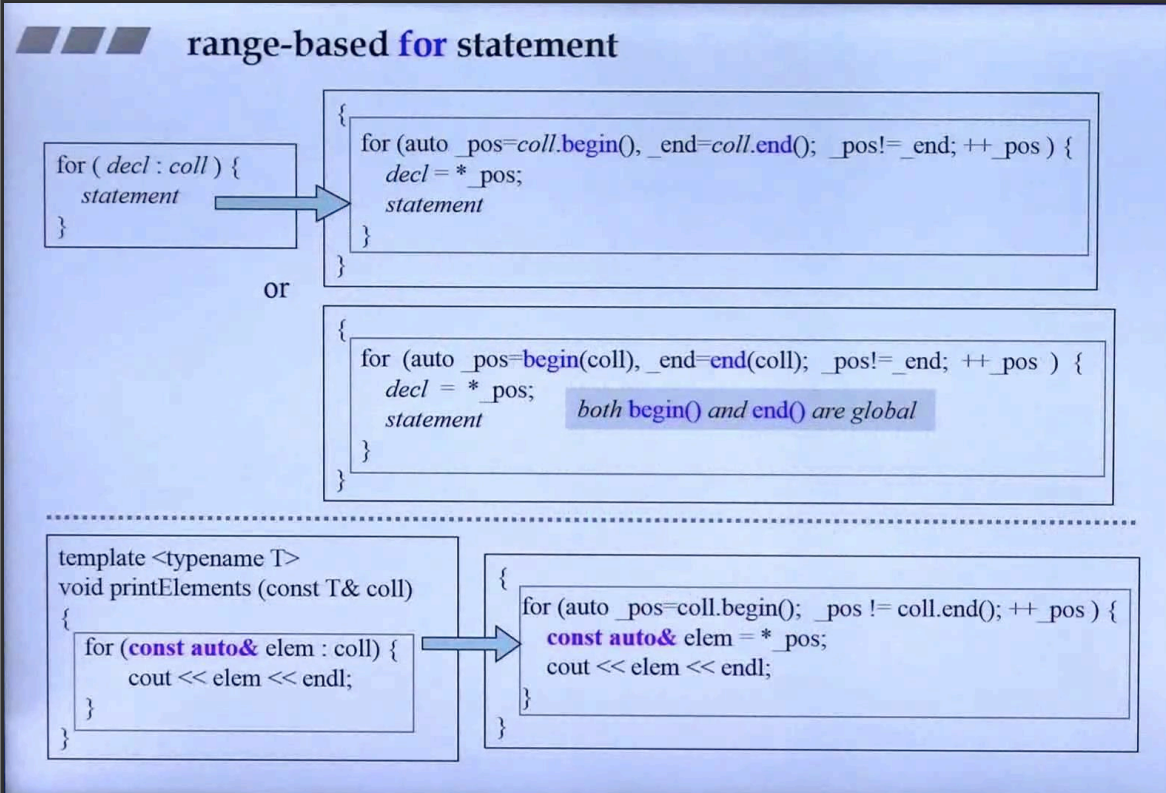 range-based for statement
for ( decl : coll ) {
statement
}
{
for (auto _pos=coll.begin(), _end=coll.end(); _pos!=_end; ++_pos ) {
decl = *_pos;
statement
}
}
or
{
for (auto _pos=begin(coll), _end=end(coll); _pos!=_end; ++_pos ) {
decl = *_pos;
both begin() and end() are global
statement
}
}
template <typename T>
void printElements (const T& coll)
{
for (const auto& elem : coll) {
cout << elem << endl;
}
}
{
for (auto _pos=coll.begin(); _pos != coll.end(); ++_pos ) {
const auto& elem = *_pos;
cout << elem << endl;
}
}